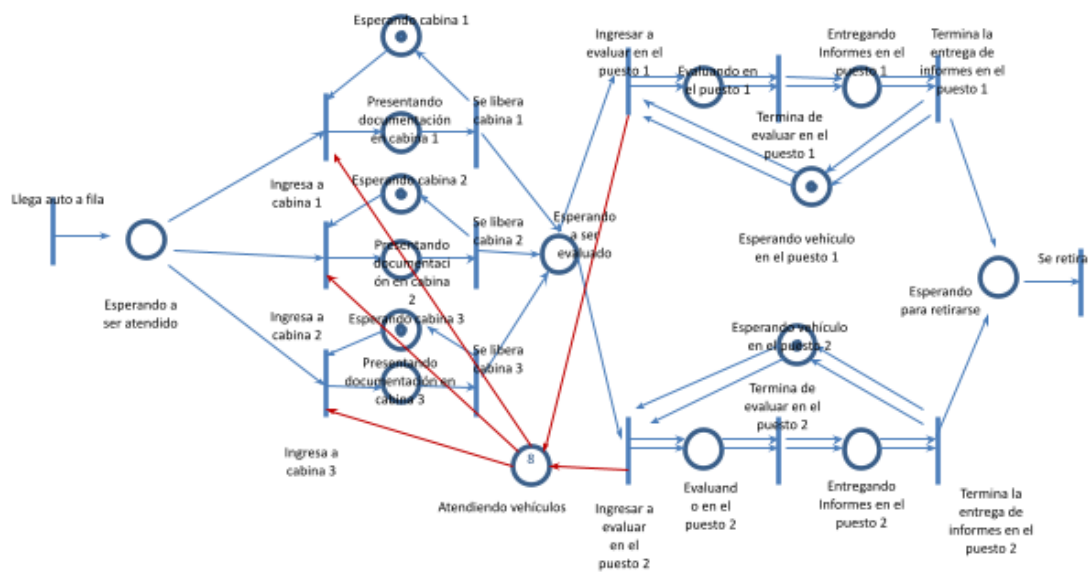 Esperando cabina 1
Presentando
documentación
en cabina 1
Se libera
cabina 1
Ingresar a
evaluar en el
puesto 1
Evaluando en
el puesto 1
Entregando
Informes en el
puesto 1
Termina la
entrega de
informes en el
puesto 1
Termina de
evaluar en el
puesto 1
Llega auto a fila
Ingresa a
cabina 1
Esperando cabina 2
Se libera
cabina 2
Presentando
documentaci
ón en cabina
2
Esperando
a ser
evaluado
Esperando vehículo
en el puesto 1
Se retira
Esperando a
ser atendido
Esperando
para retirarse
Ingresa a
cabina 2
Esperando cabina 3
Se libera
cabina 3
Presentando
documentación en
cabina 3
Esperando vehículo
en el puesto 2
Termina de
evaluar en el
puesto 2
Ingresa a
cabina 3
8
Atendiendo vehículos
Ingresar a
evaluar
en el
puesto 2
Evaluand
o en el
puesto 2
Entregando
Informes en el
puesto 2
Termina la
entrega de
informes en el
puesto 2